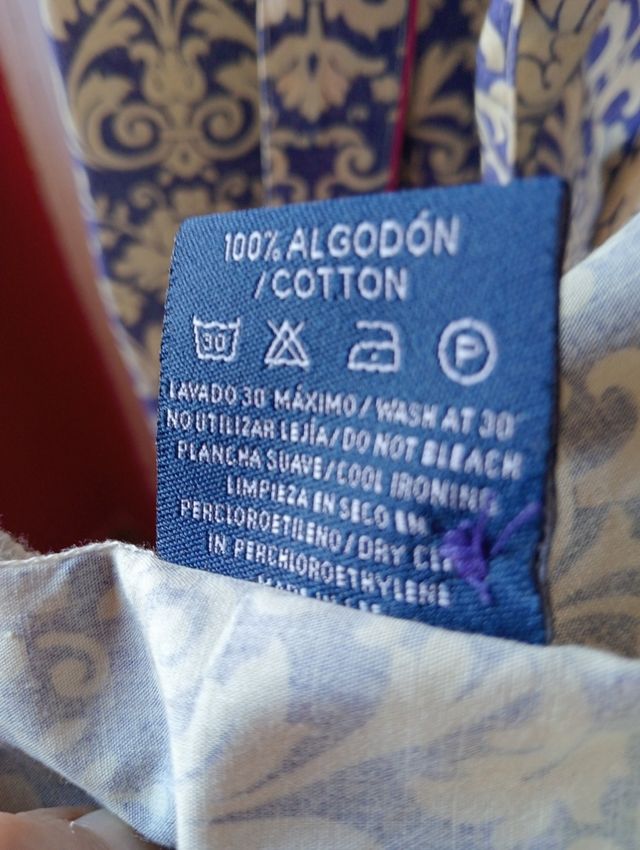 100% ALGODÓN
/COTTON
30 P
LAVADO 30 MÁXIMO/WASH AT 30°
NO UTILIZAR LEJÍA/DO NOT BLEACH
PLANCHA SUAVE/COOL IRONING
LIMPIEZA EN SECO EN
PERCLOROETILENO/DRY
IN PERCHLOROETHYLENE